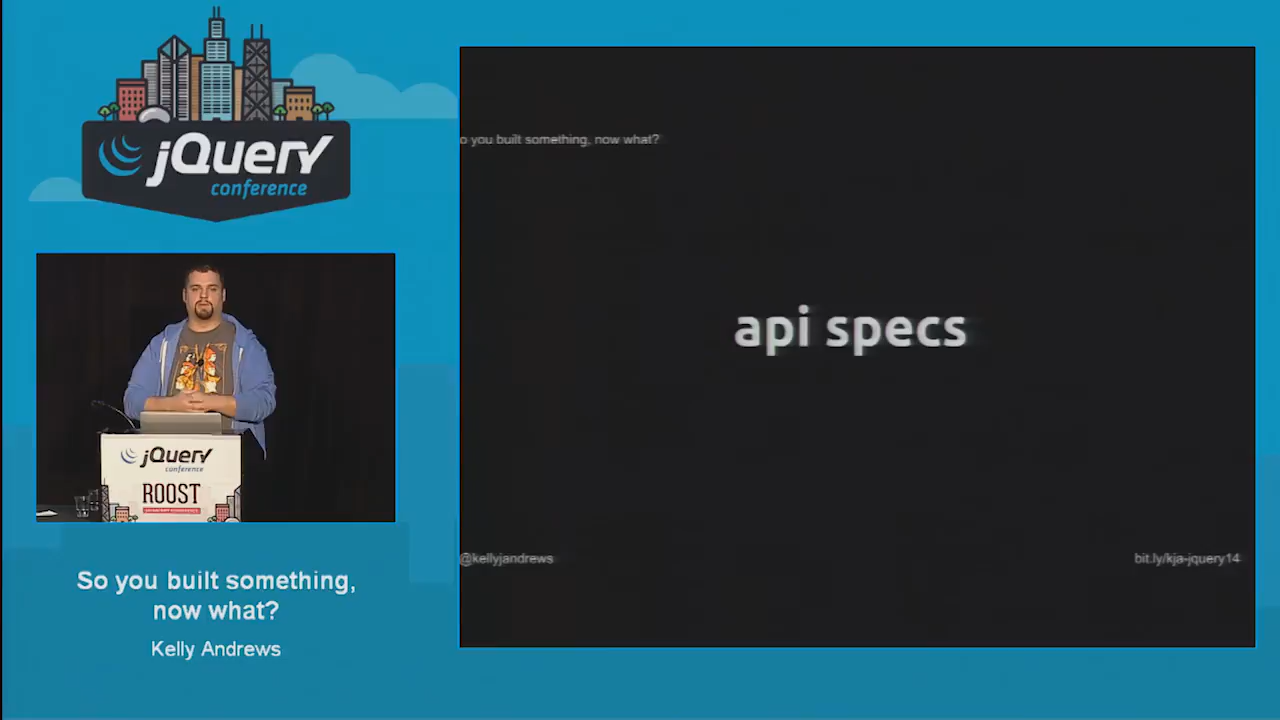 jQuery
conference
jQuery
conference
ROOST
So you built something,
now what?
Kelly Andrews
o you built something, now what?
api specs
@kellyjandrews
bit.ly/kja-jquery14